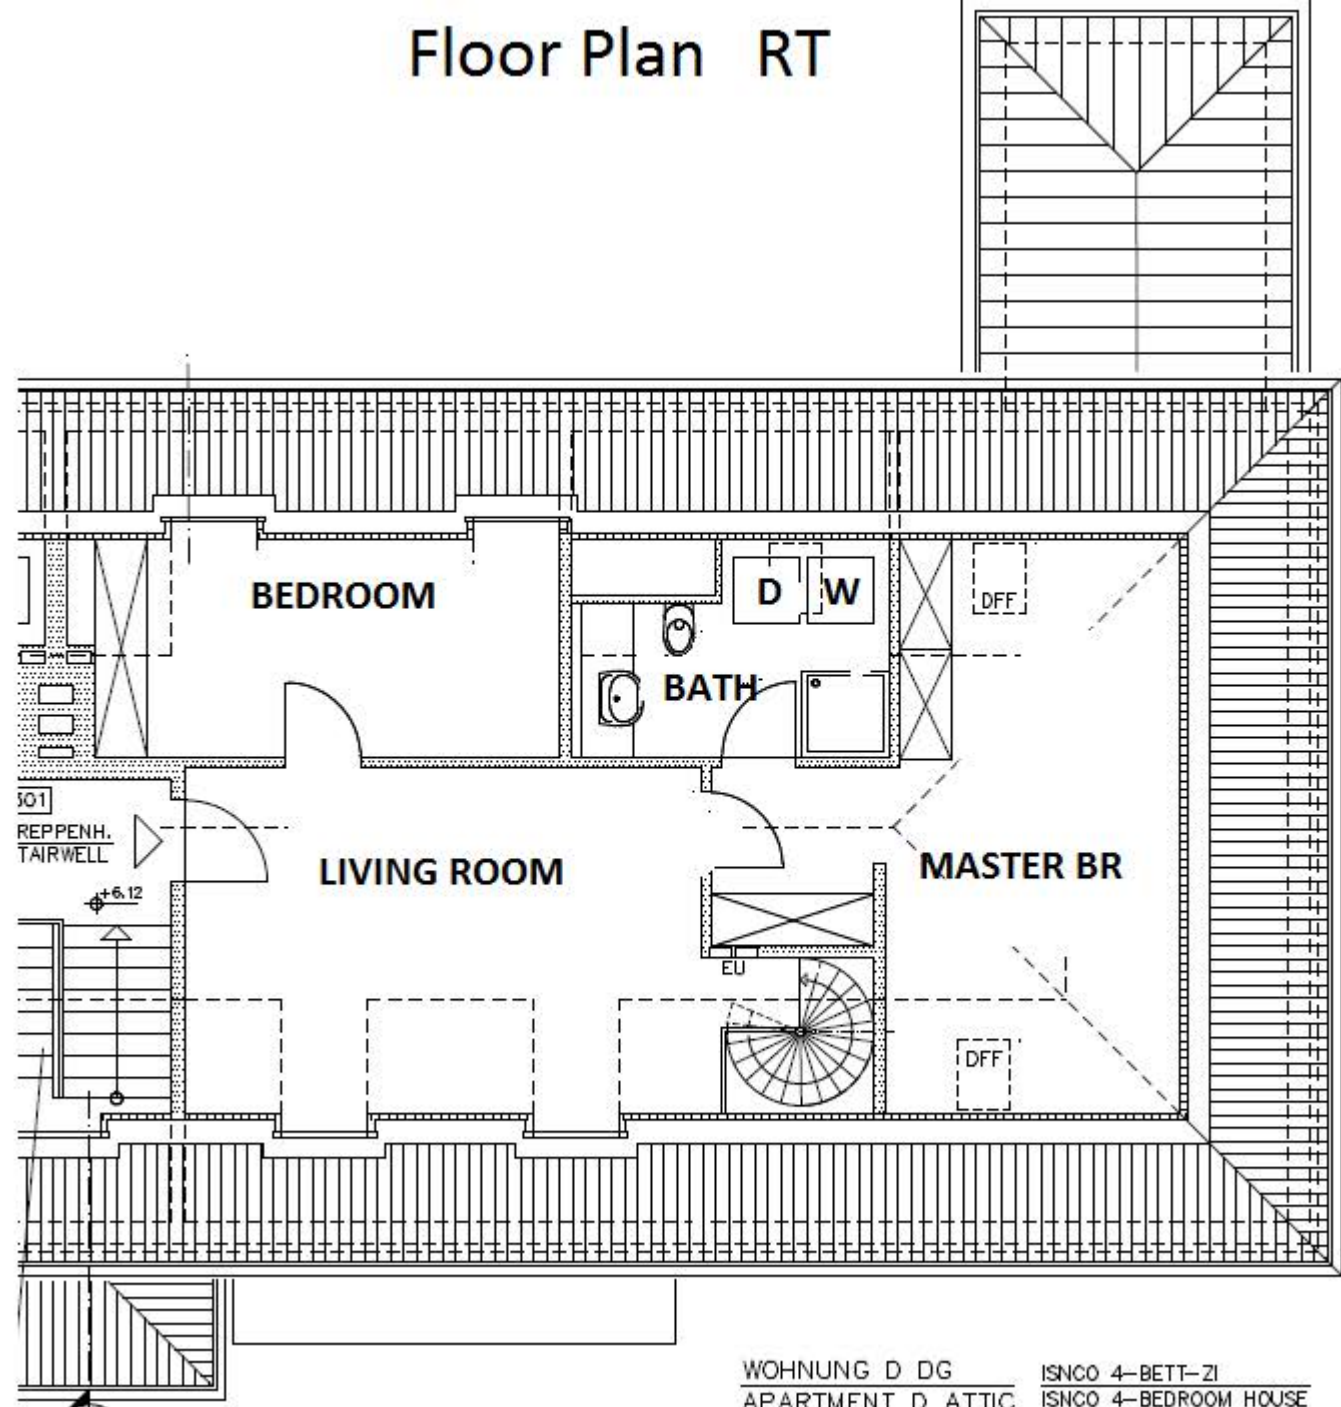 Floor Plan RT
BEDROOM
D W
DFF
BATH
301
REPPENH.
TAIRWELL
+6.12
LIVING ROOM
MASTER BR
EU
DFF
WOHNUNG D DG
APARTMENT D ATTIC
ISNCO 4-BETT-ZI
ISNCO 4-BEDROOM HOUSE